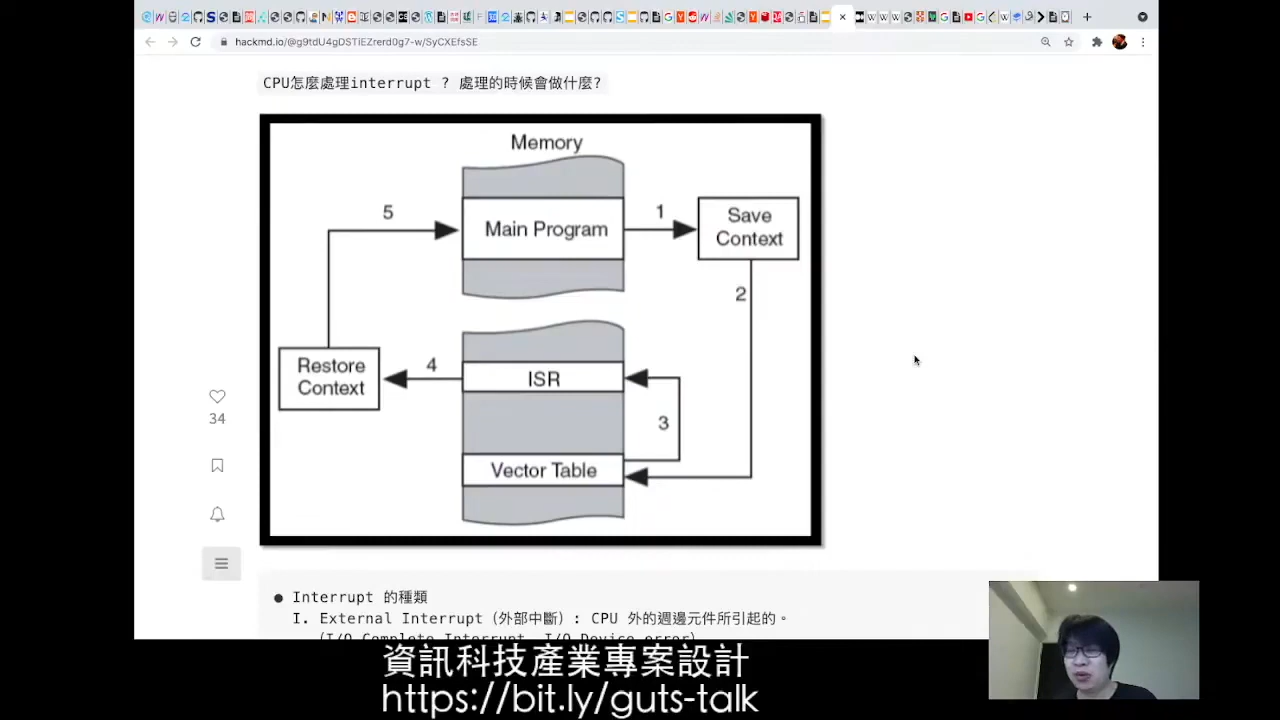 hackmd.io/@g9tdU4gDSTiEZrerd0g7-w/SyCXEfsSE
CPU怎麼處理interrupt ? 處理的時候會做什麼?
Memory
5
Main Program
1
Save
Context
2
Restore
Context
4
ISR
3
Vector Table
34
Interrupt 的種類
I. External Interrupt (外部中斷) : CPU 外的週邊元件所引起的。
(I/O Complete Interrupt, I/O Device error)
資訊科技產業專案設計
https://bit.ly/guts-talk